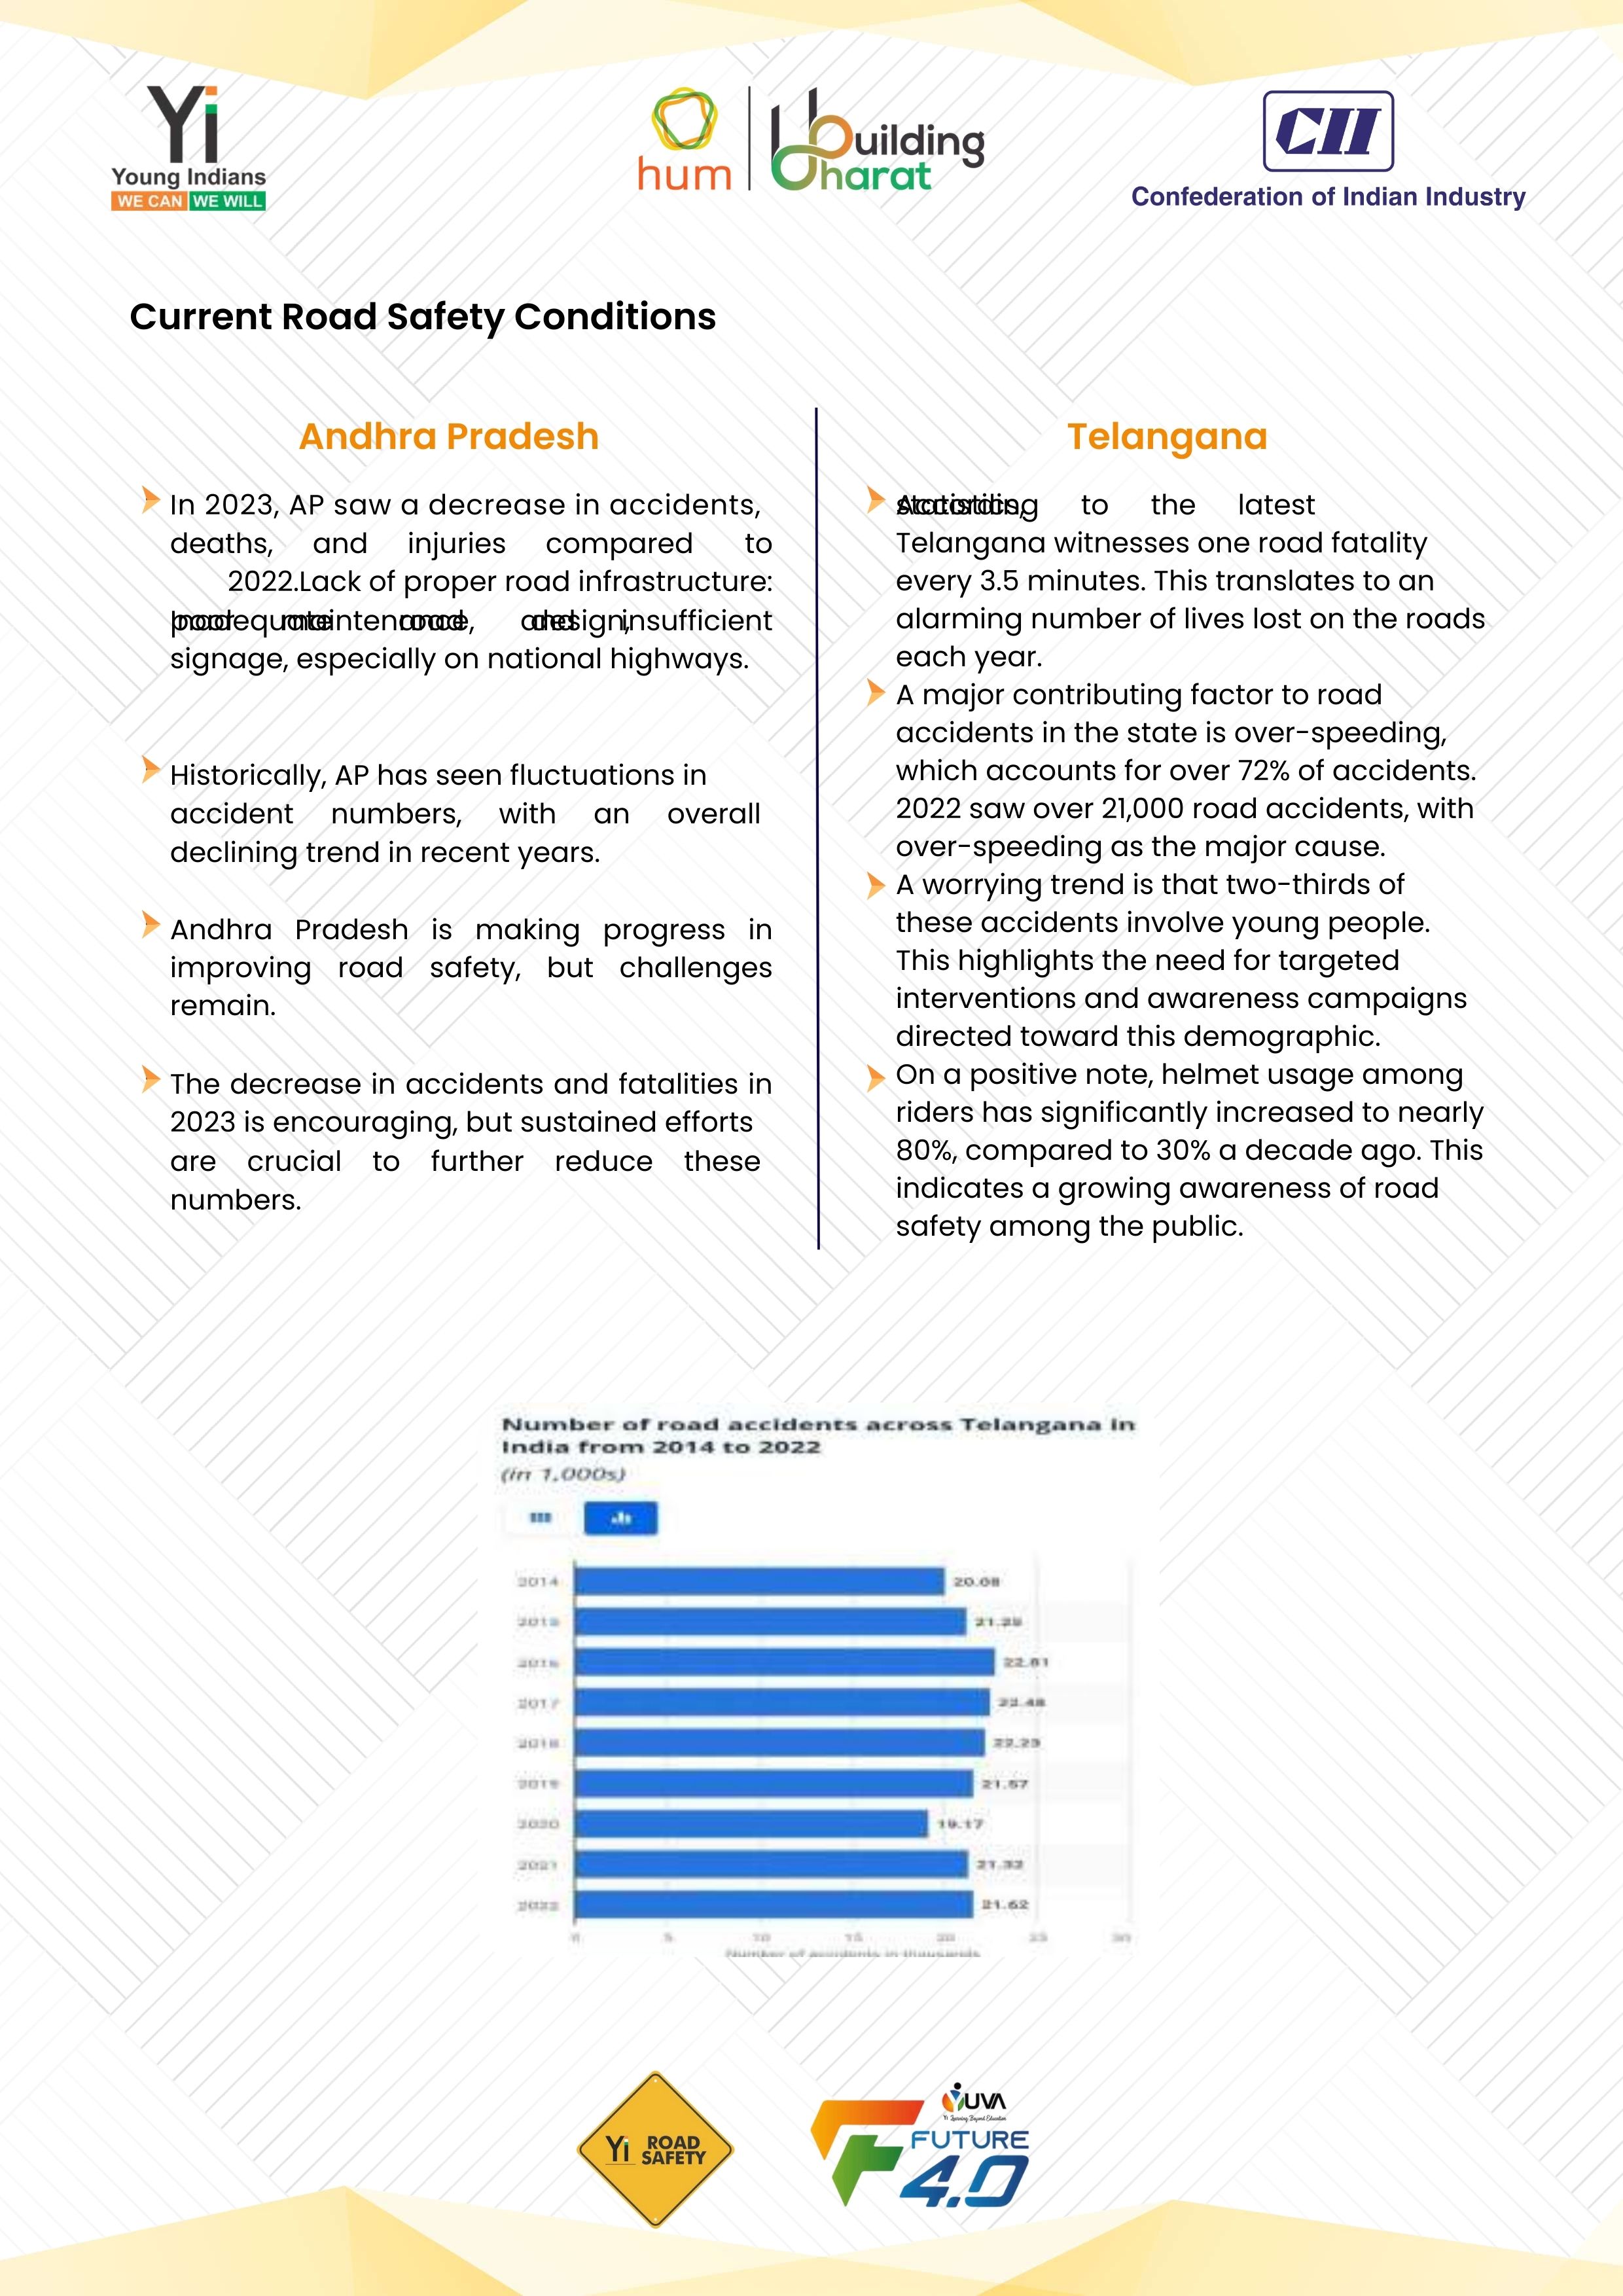 Yi
Young Indians
WE CAN WE WILL
hum
Building
Bharat
CII
Confederation of Indian Industry
Current Road Safety Conditions
Andhra Pradesh
In 2023, AP saw a decrease in accidents,
deaths, and injuries compared to
2022.Lack of proper road infrastructure:
insufficient
signage, especially on national highways.
Historically, AP has seen fluctuations in
accident numbers, with an overall
declining trend in recent years.
Andhra Pradesh is making progress in
improving road safety, but challenges
remain.
The decrease in accidents and fatalities in
2023 is encouraging, but sustained efforts
are crucial to further reduce these
numbers.
Telangana
According to the latest
statistics,
Telangana witnesses one road fatality
every 3.5 minutes. This translates to an
alarming number of lives lost on the roads
each year.
A major contributing factor to road
accidents in the state is over-speeding,
which accounts for over 72% of accidents.
2022 saw over 21,000 road accidents, with
over-speeding as the major cause.
A worrying trend is that two-thirds of
these accidents involve young people.
This highlights the need for targeted
interventions and awareness campaigns
directed toward this demographic.
On a positive note, helmet usage among
riders has significantly increased to nearly
80%, compared to 30% a decade ago. This
indicates a growing awareness of road
safety among the public.
Number of road accidents across Telangana in
India from 2014 to 2022
(in 1,000s)
2014 20.08
2015
2016 22.81
2017 22.48
2018 22.23
2019 21.57
2020 19.17
2021 21.32
2022 21.62
0 5 10 15 20 25 30
Number of accidents in thousands
Yi ROAD
SAFETY
YUVA
FUTURE
4.0